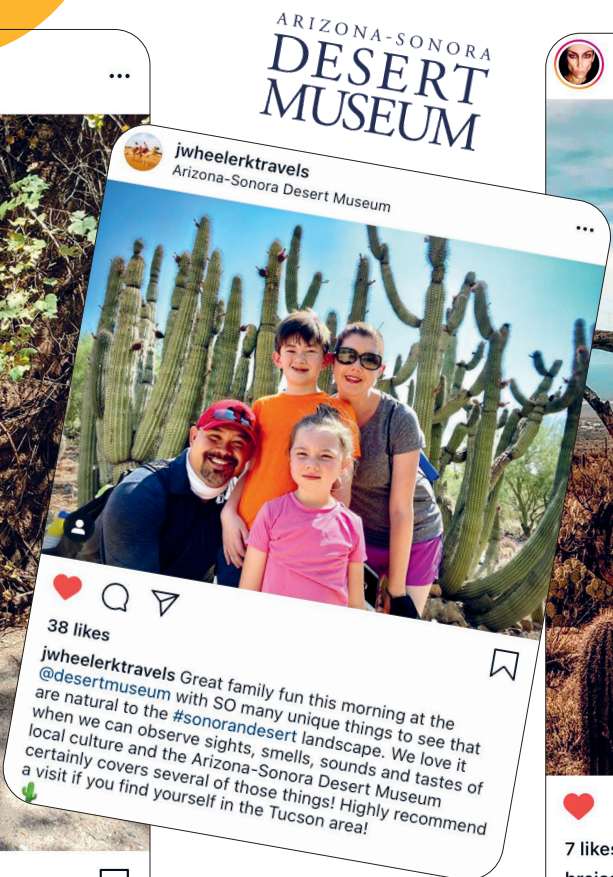 ARIZONA-SONORA
DESERT
MUSEUM
jwheelerktravels
Arizona-Sonora Desert Museum
38 likes
jwheelerktravels Great family fun this morning at the
@desertmuseum with SO many unique things to see that
are natural to the #sonorandesert landscape. We love it
when we can observe sights, smells, sounds and tastes of
local culture and the Arizona-Sonora Desert Museum
certainly covers several of those things! Highly recommend
a visit if you find yourself in the Tucson area!
🌵
7 likes